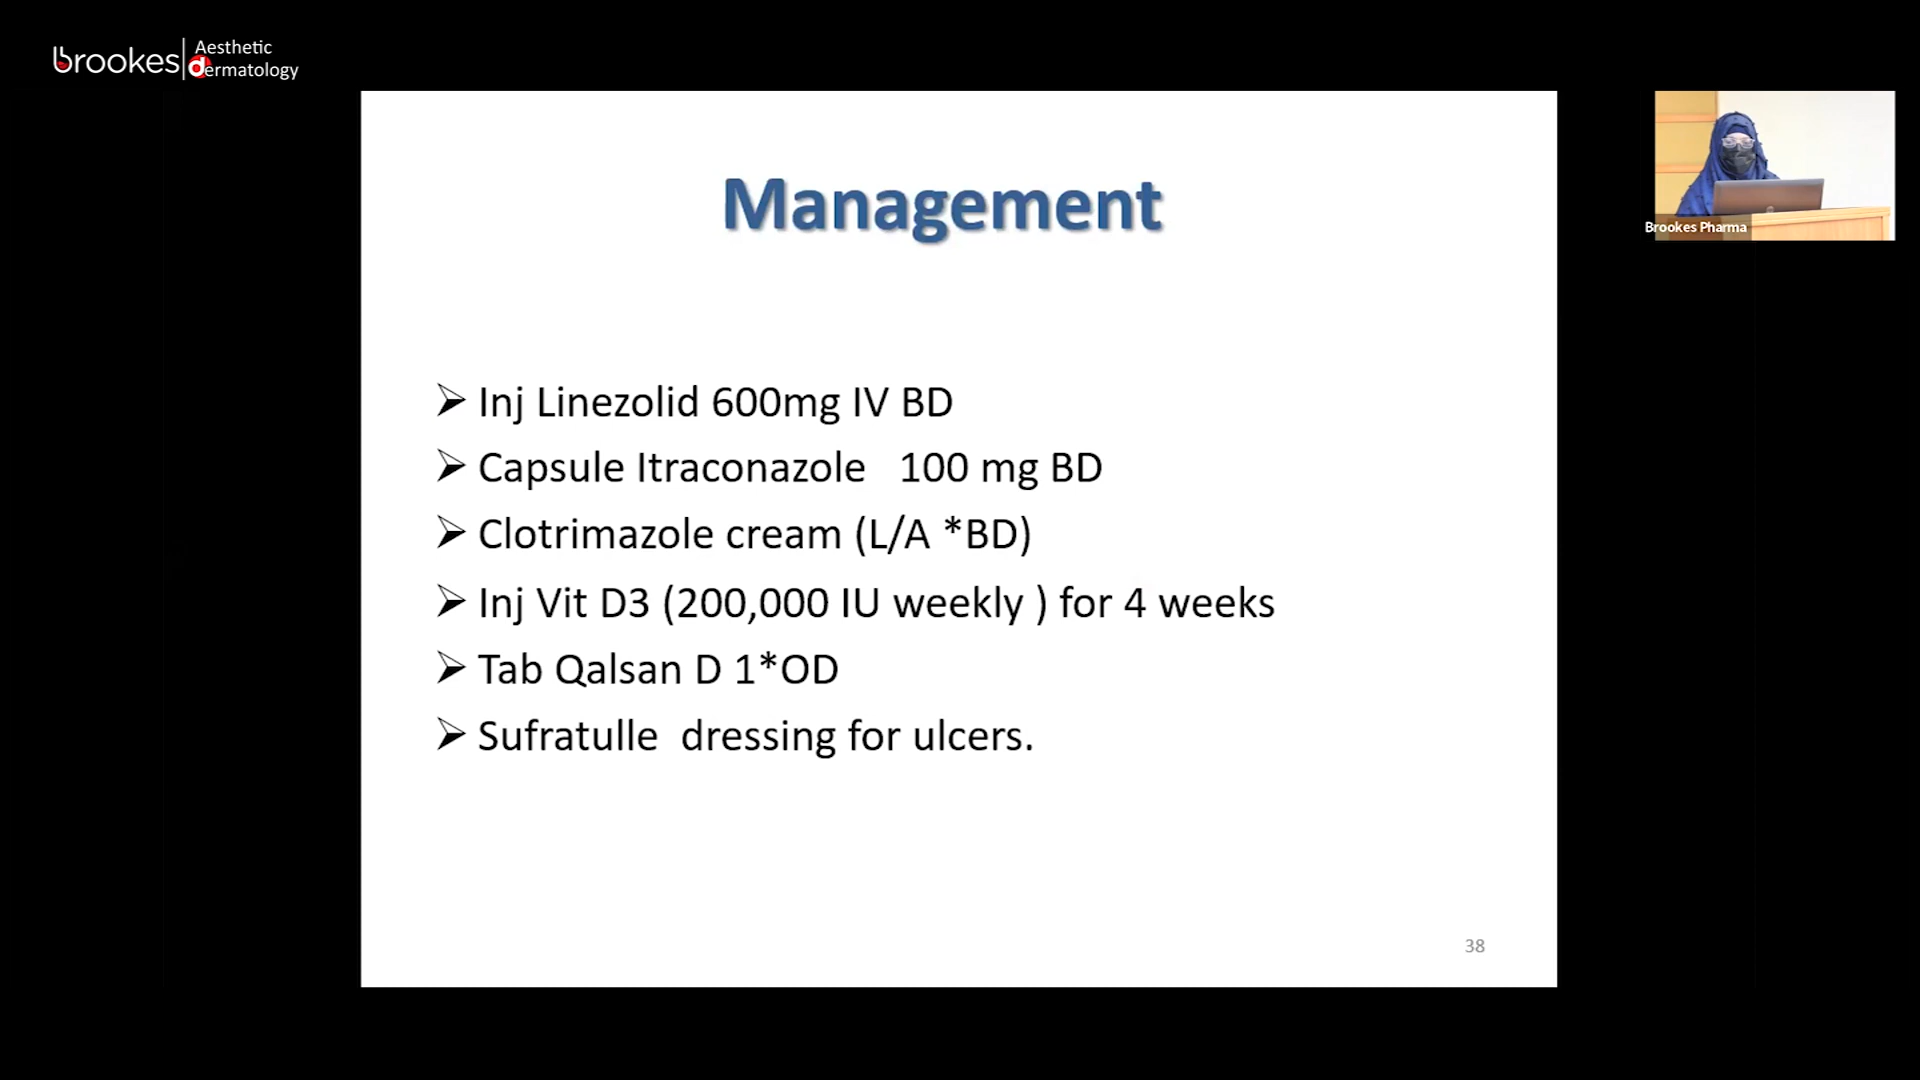 brookes Aesthetic
dermatology
Management
Brookes Pharma
➢ Inj Linezolid 600mg IV BD
➢ Capsule Itraconazole 100 mg BD
➢ Clotrimazole cream (L/A *BD)
➢ Inj Vit D3 (200,000 IU weekly ) for 4 weeks
➢ Tab Qalsan D 1*OD
➢ Sufratulle dressing for ulcers.
38